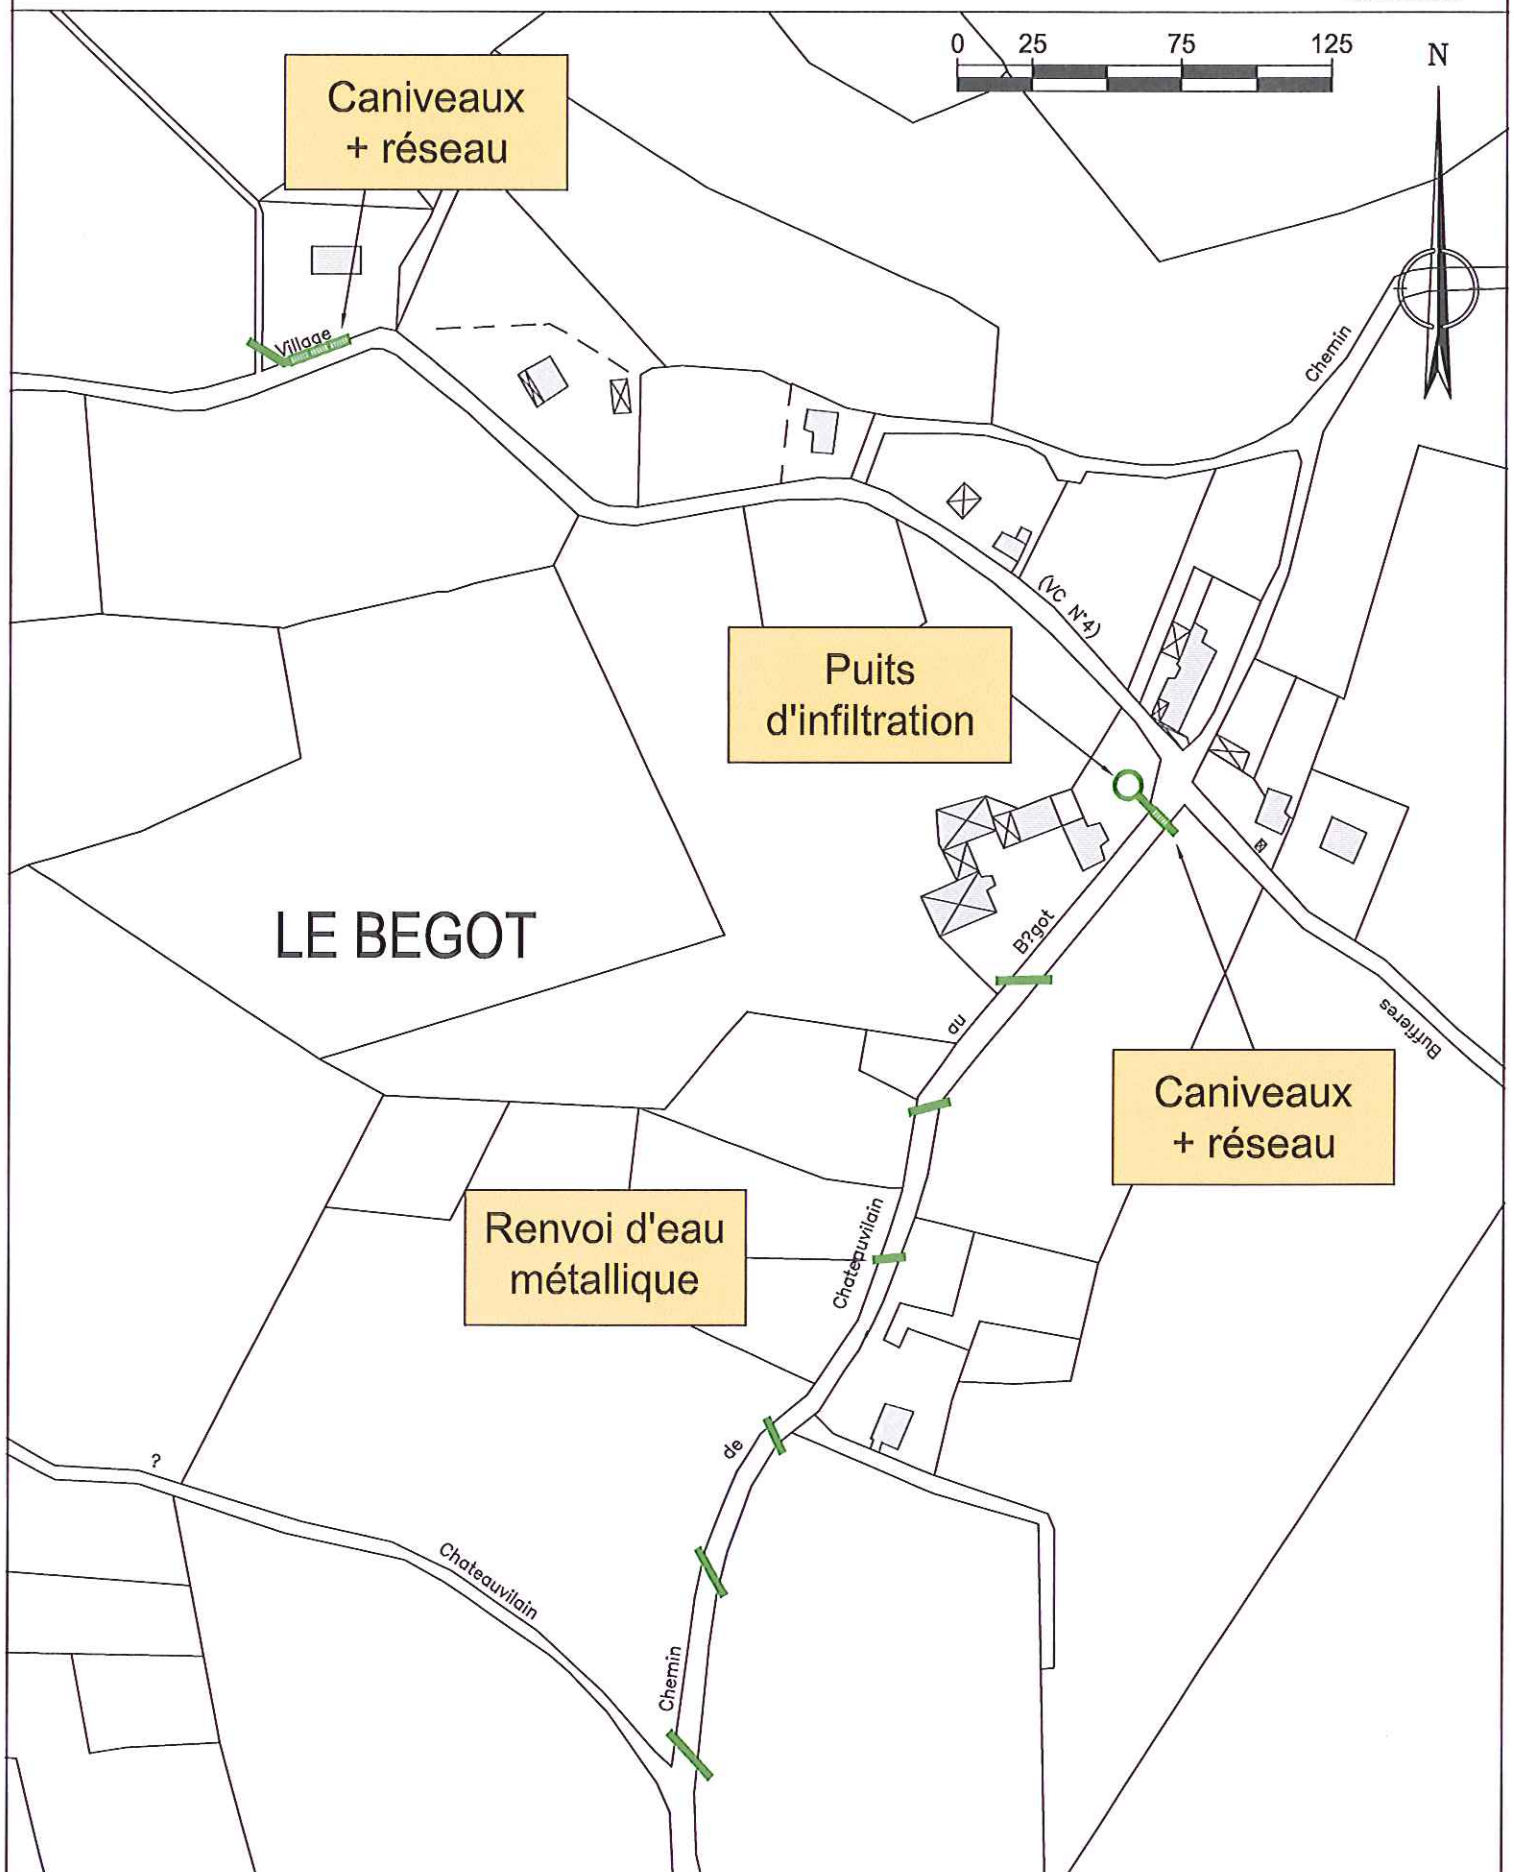 0 25 75 125
N
Caniveaux
+ réseau
Village
Chemin
(VC N°4)
Puits
d'infiltration
LE BEGOT
B?got
au
Buffieres
Caniveaux
+ réseau
Renvoi d'eau
métallique
Chateauvilain
de
?
Chateauvilain
Chemin